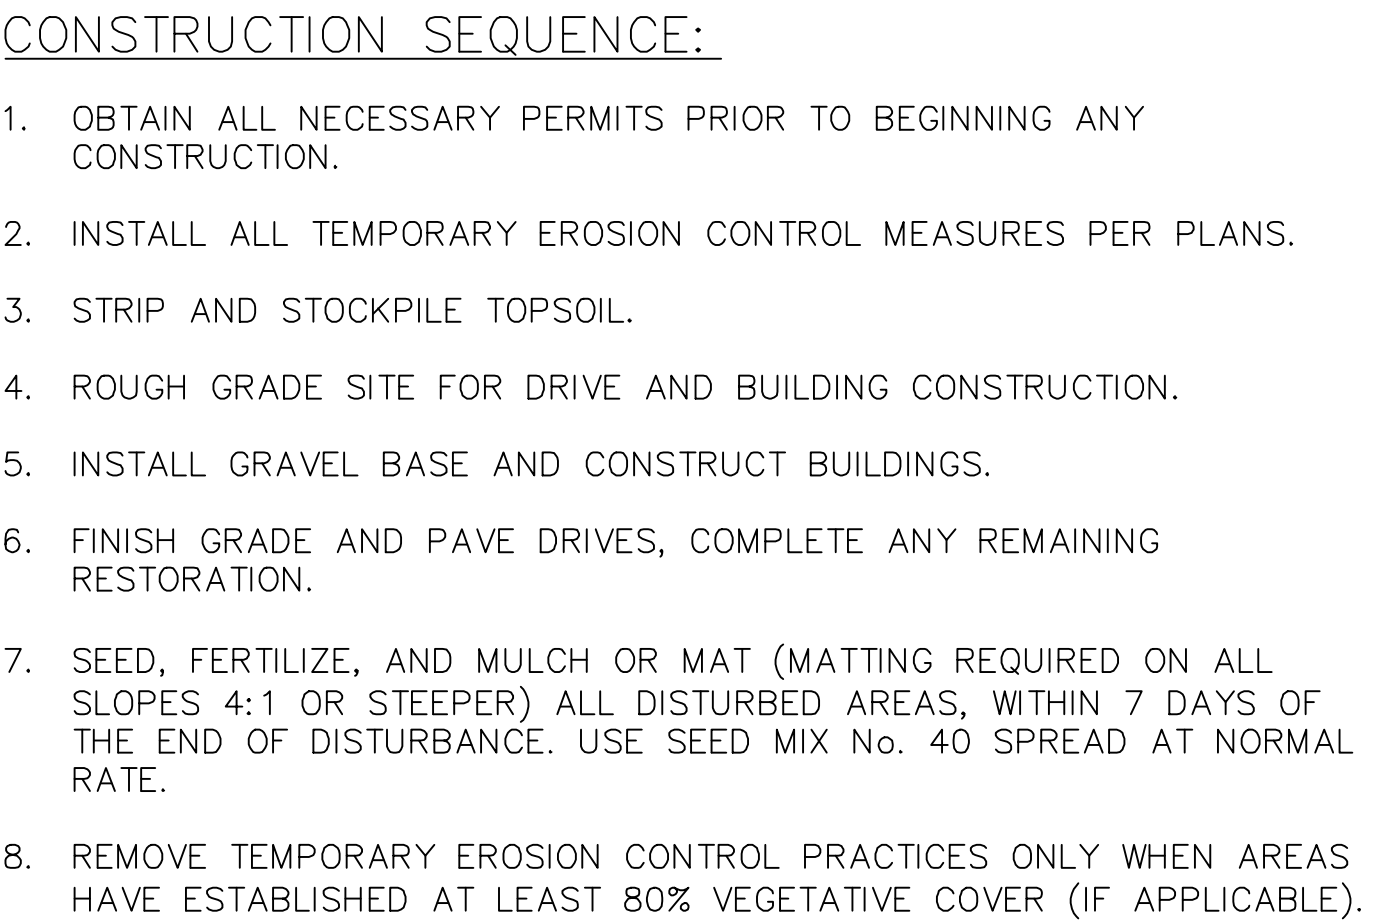 CONSTRUCTION SEQUENCE:
1. OBTAIN ALL NECESSARY PERMITS PRIOR TO BEGINNING ANY
CONSTRUCTION.
2. INSTALL ALL TEMPORARY EROSION CONTROL MEASURES PER PLANS.
3. STRIP AND STOCKPILE TOPSOIL.
4. ROUGH GRADE SITE FOR DRIVE AND BUILDING CONSTRUCTION.
5. INSTALL GRAVEL BASE AND CONSTRUCT BUILDINGS.
6. FINISH GRADE AND PAVE DRIVES, COMPLETE ANY REMAINING
RESTORATION.
7. SEED, FERTILIZE, AND MULCH OR MAT (MATTING REQUIRED ON ALL
SLOPES 4:1 OR STEEPER) ALL DISTURBED AREAS, WITHIN 7 DAYS OF
THE END OF DISTURBANCE. USE SEED MIX No. 40 SPREAD AT NORMAL
RATE.
8. REMOVE TEMPORARY EROSION CONTROL PRACTICES ONLY WHEN AREAS
HAVE ESTABLISHED AT LEAST 80% VEGETATIVE COVER (IF APPLICABLE).